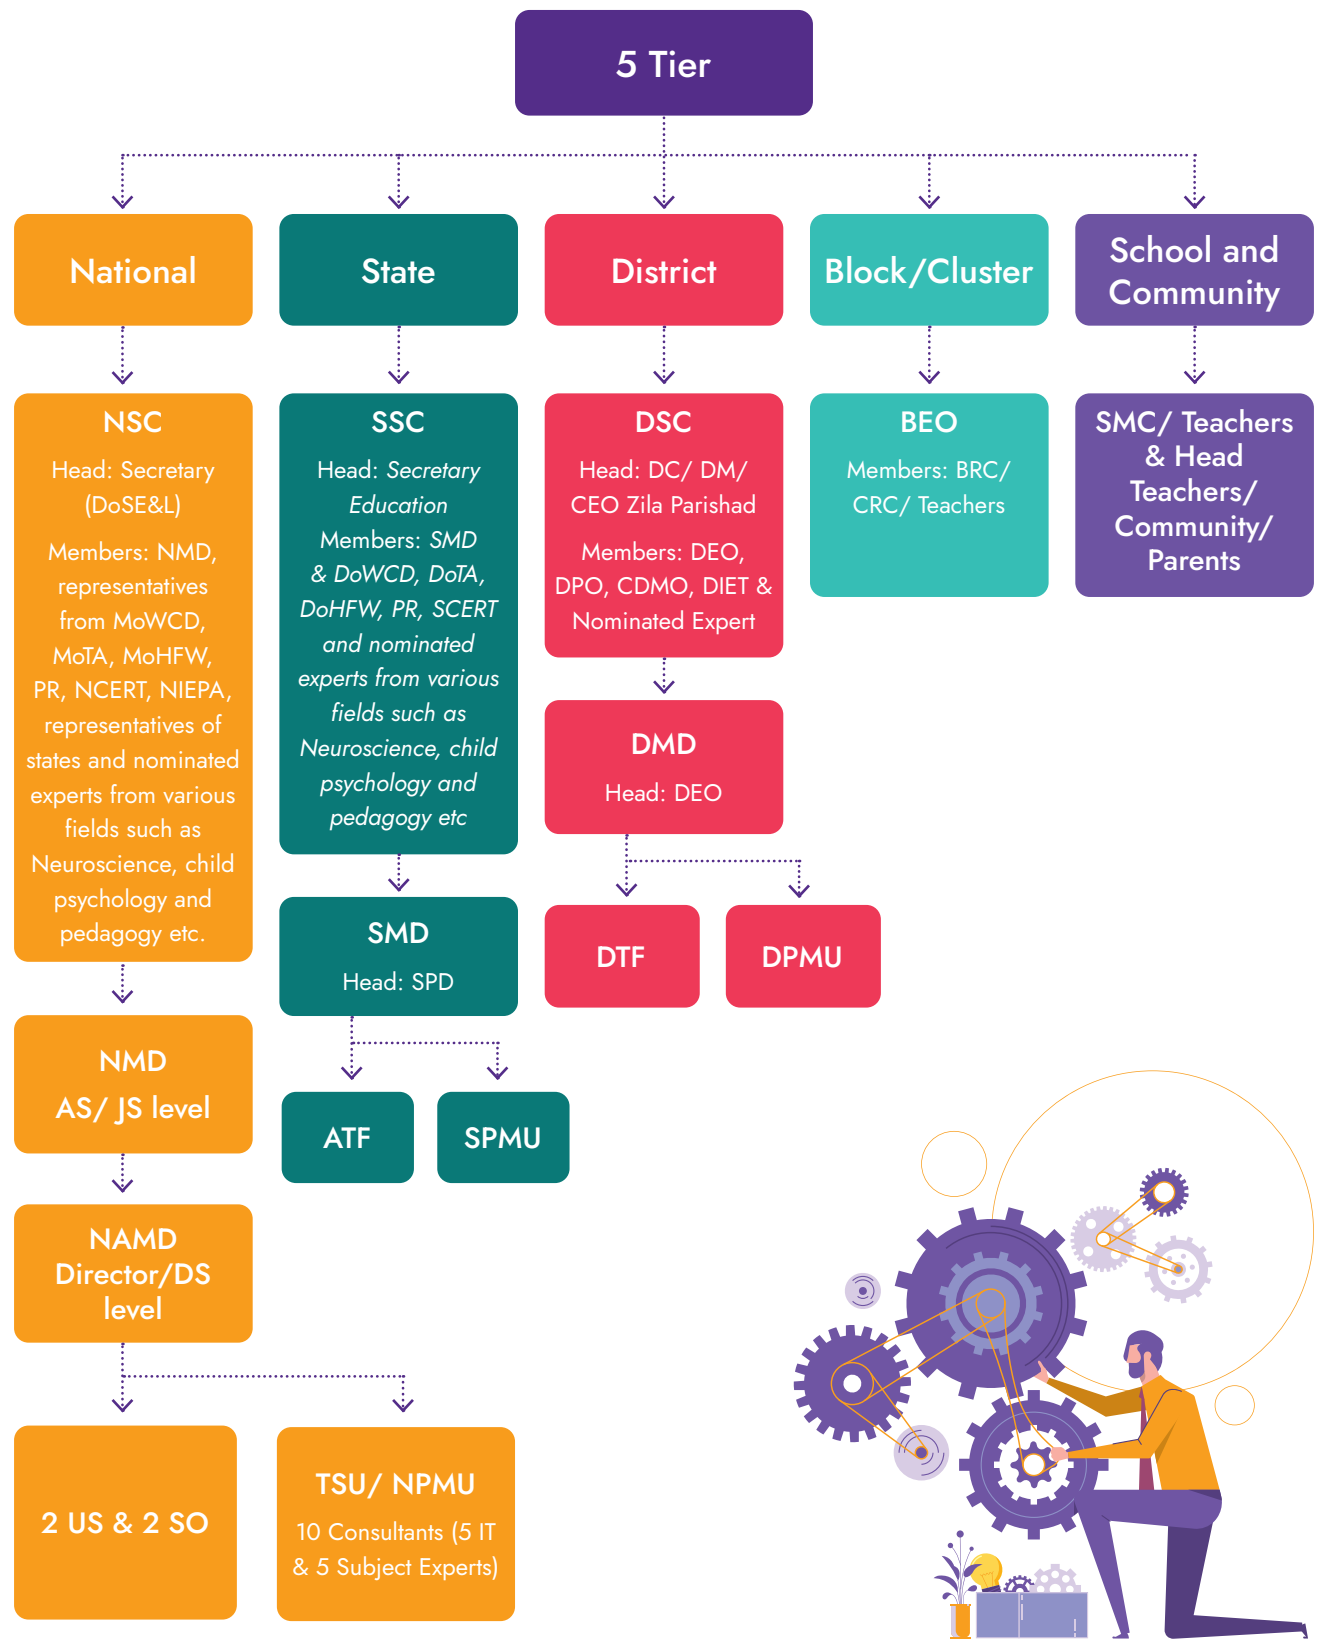 5 Tier
National
State
District
Block/Cluster
School and
Community
NSC
Head: Secretary
(DoSE&L)
Members: NMD,
representatives
from MoWCD,
MoTA, MoHFW,
PR, NCERT, NIEPA,
representatives of
states and nominated
experts from various
fields such as
Neuroscience, child
psychology and
pedagogy etc.
NMD
AS/ JS level
NAMD
Director/DS
level
2 US & 2 SO
TSU/ NPMU
10 Consultants (5 IT
& 5 Subject Experts)
SSC
Head: Secretary
Education
Members: SMD
& DoWCD, DoTA,
DoHFW, PR, SCERT
and nominated
experts from various
fields such as
Neuroscience, child
psychology and
pedagogy etc
SMD
Head: SPD
ATF
SPMU
DSC
Head: DC/ DM/
CEO Zila Parishad
Members: DEO,
DPO, CDMO, DIET &
Nominated Expert
DMD
Head: DEO
DTF
DPMU
BEO
Members: BRC/
CRC/ Teachers
SMC/ Teachers
& Head
Teachers/
Community/
Parents